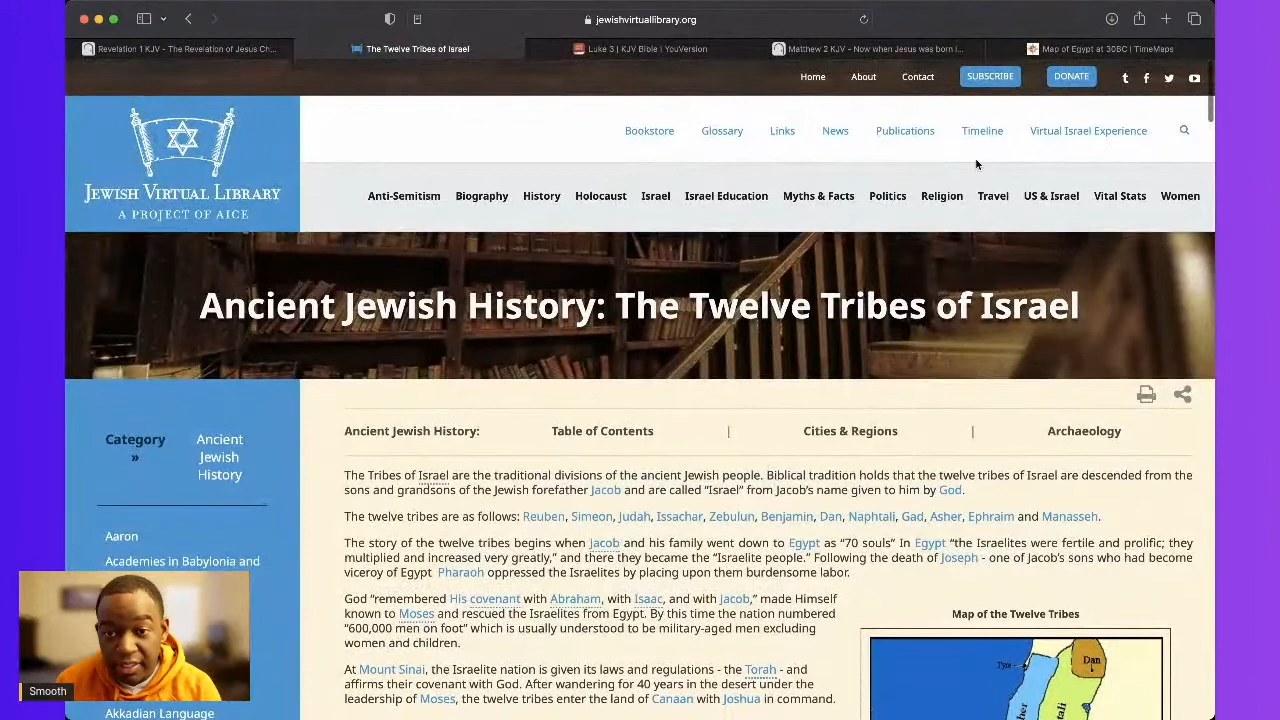 jewishvirtuallibrary.org
Revelation 1 KJV - The Revelation of Jesus Ch...
The Twelve Tribes of Israel
Luke 3 | KJV Bible | YouVersion
Matthew 2 KJV - Now when Jesus was born i...
Map of Egypt at 30BC | TimeMaps
Home About Contact SUBSCRIBE DONATE
Bookstore Glossary Links News Publications Timeline Virtual Israel Experience
JEWISH VIRTUAL LIBRARY
A PROJECT OF AICE
Anti-Semitism Biography History Holocaust Israel Israel Education Myths & Facts Politics Religion Travel US & Israel Vital Stats Women
Ancient Jewish History: The Twelve Tribes of Israel
Category »
Ancient
Jewish
History
Aaron
Academies in Babylonia and
Akkadian Language
Ancient Jewish History: Table of Contents | Cities & Regions | Archaeology
The Tribes of Israel are the traditional divisions of the ancient Jewish people. Biblical tradition holds that the twelve tribes of Israel are descended from the
sons and grandsons of the Jewish forefather Jacob and are called “Israel” from Jacob’s name given to him by God.
The twelve tribes are as follows: Reuben, Simeon, Judah, Issachar, Zebulun, Benjamin, Dan, Naphtali, Gad, Asher, Ephraim and Manasseh.
The story of the twelve tribes begins when Jacob and his family went down to Egypt as “70 souls” In Egypt “the Israelites were fertile and prolific; they
multiplied and increased very greatly,” and there they became the “Israelite people.” Following the death of Joseph - one of Jacob’s sons who had become
viceroy of Egypt Pharaoh oppressed the Israelites by placing upon them burdensome labor.
God “remembered His covenant with Abraham, with Isaac, and with Jacob,” made Himself
known to Moses and rescued the Israelites from Egypt. By this time the nation numbered
“600,000 men on foot” which is usually understood to be military-aged men excluding
women and children.
At Mount Sinai, the Israelite nation is given its laws and regulations - the Torah - and
affirms their covenant with God. After wandering for 40 years in the desert under the
leadership of Moses, the twelve tribes enter the land of Canaan with Joshua in command.
Map of the Twelve Tribes
Tyre
Dan
Smooth